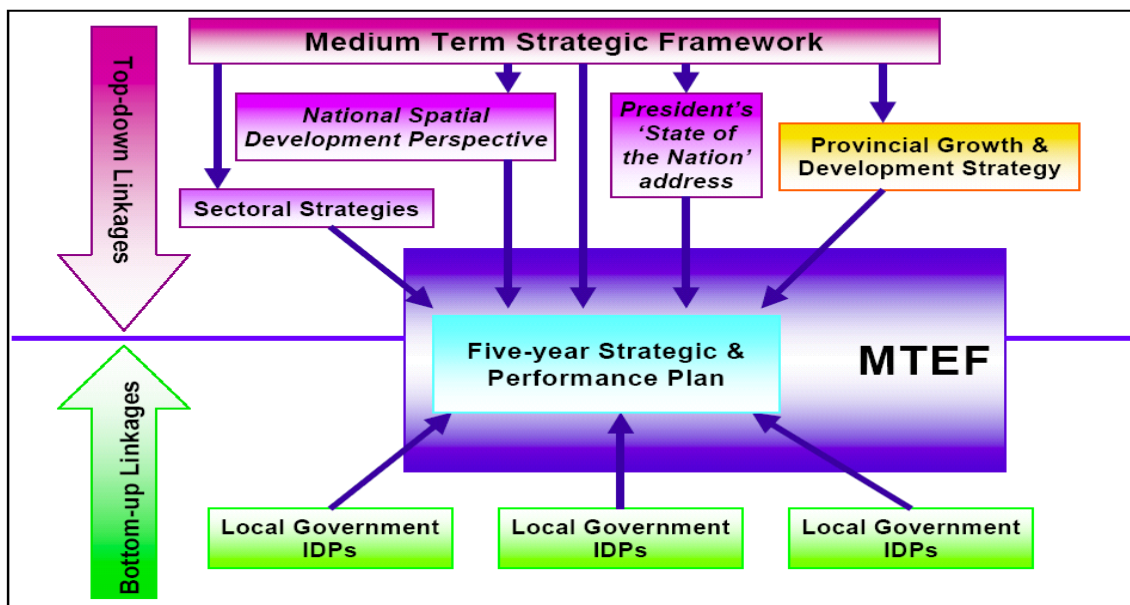 Medium Term Strategic Framework
Top-down Linkages
National Spatial
Development Perspective
President's
'State of
the Nation'
address
Provincial Growth &
Development Strategy
Sectoral Strategies
Five-year Strategic &
Performance Plan
MTEF
Bottom-up Linkages
Local Government
IDPs
Local Government
IDPs
Local Government
IDPs